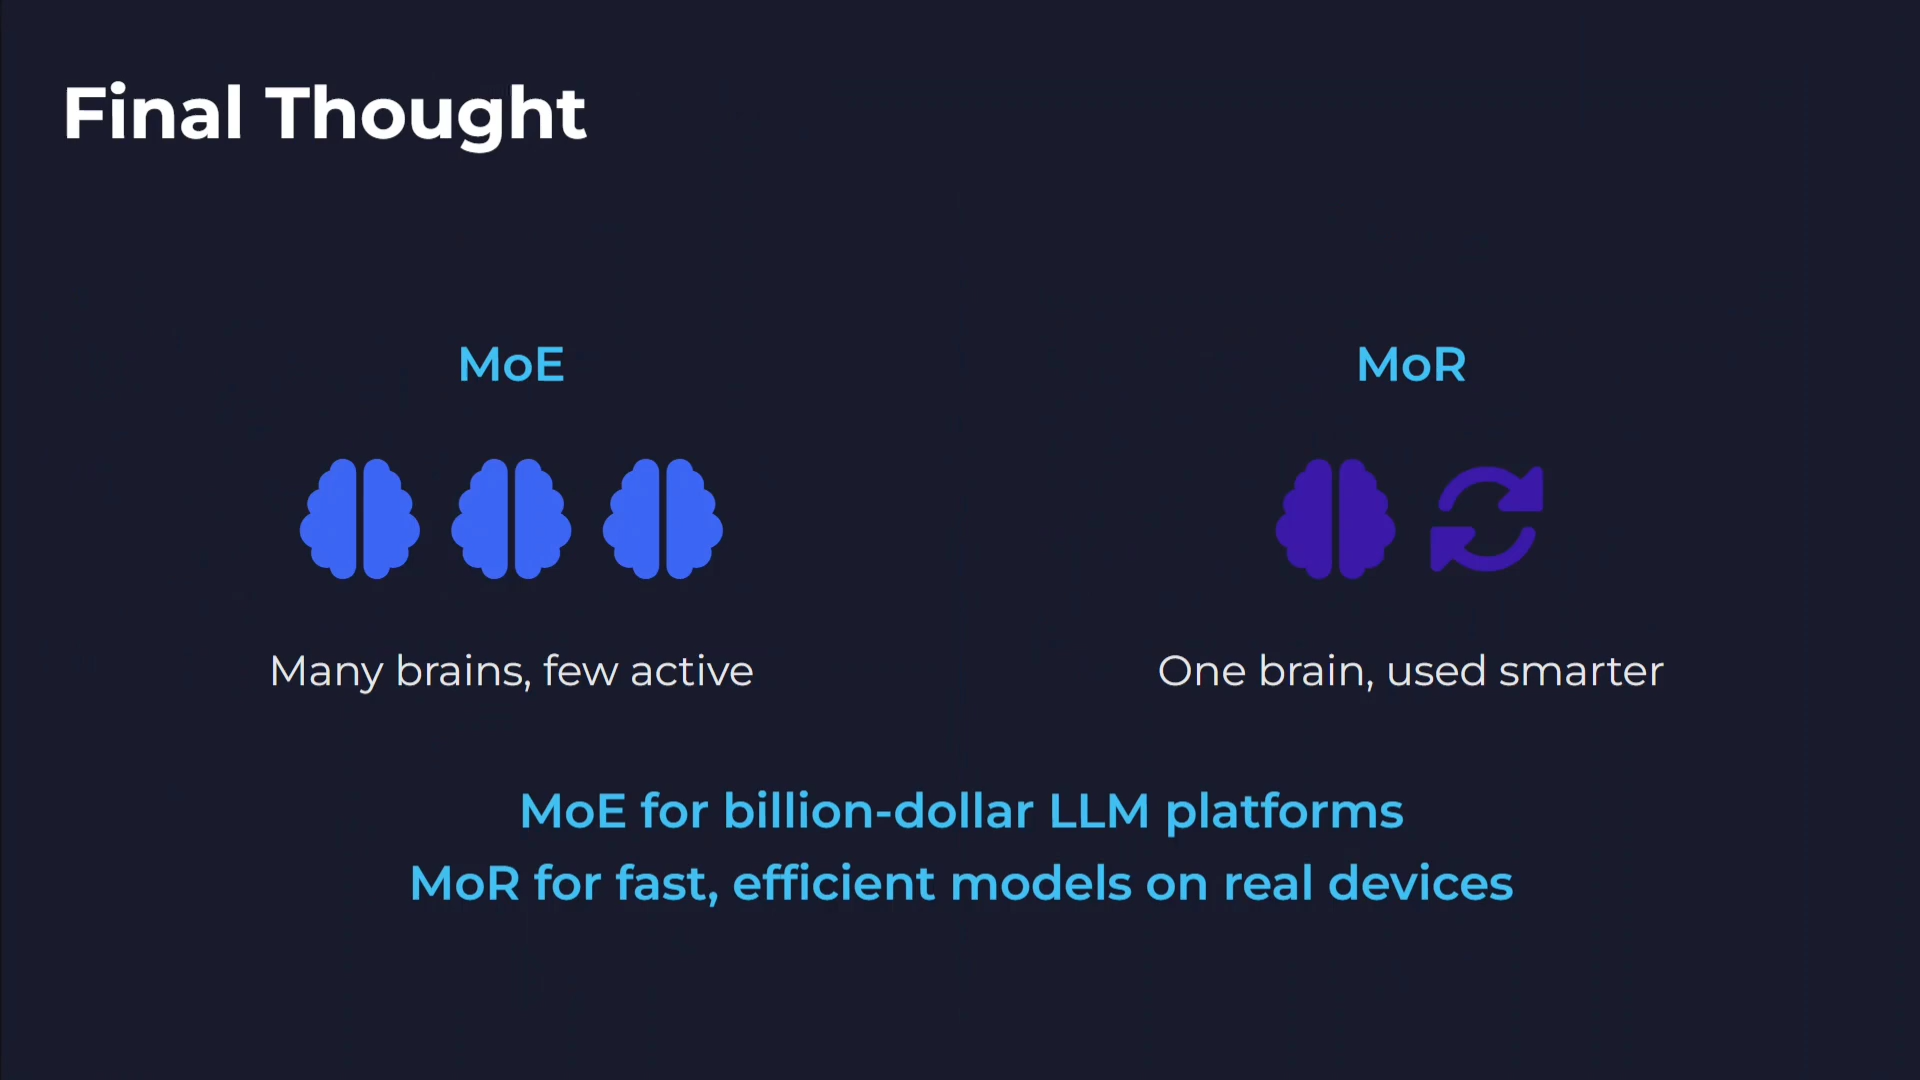 Final Thought
MoE
MoR
Many brains, few active
One brain, used smarter
MoE for billion-dollar LLM platforms
MoR for fast, efficient models on real devices